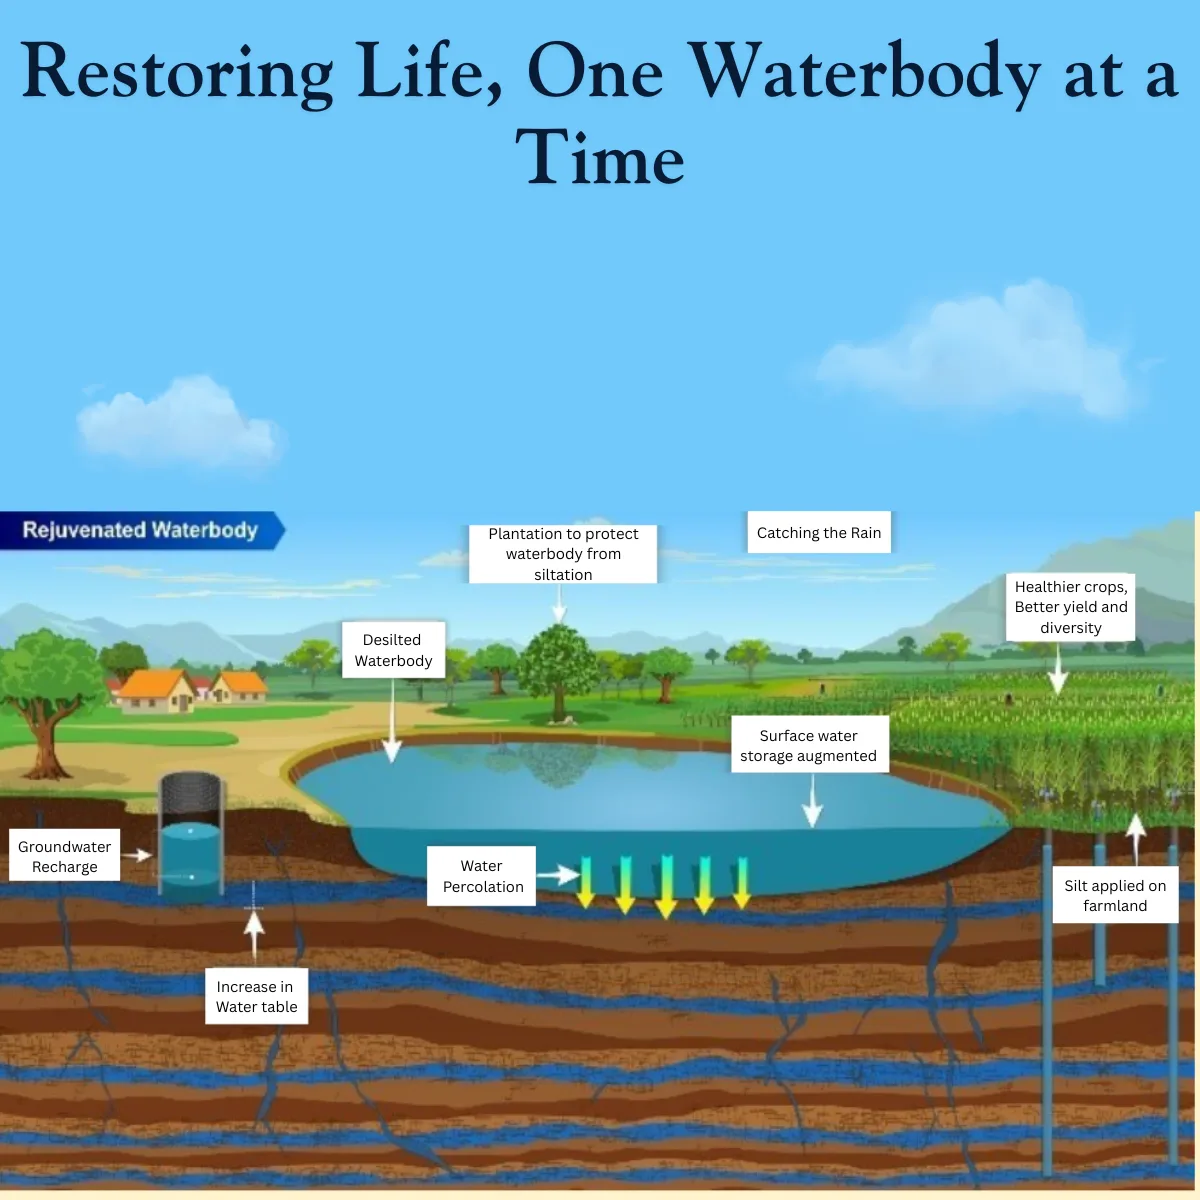 Restoring Life, One Waterbody at a
Time
Rejuvenated Waterbody
Plantation to protect
waterbody from
siltation
Catching the Rain
Healthier crops,
Better yield and
diversity
Desilted
Waterbody
Surface water
storage augmented
Groundwater
Recharge
Water
Percolation
Silt applied on
farmland
Increase in
Water table